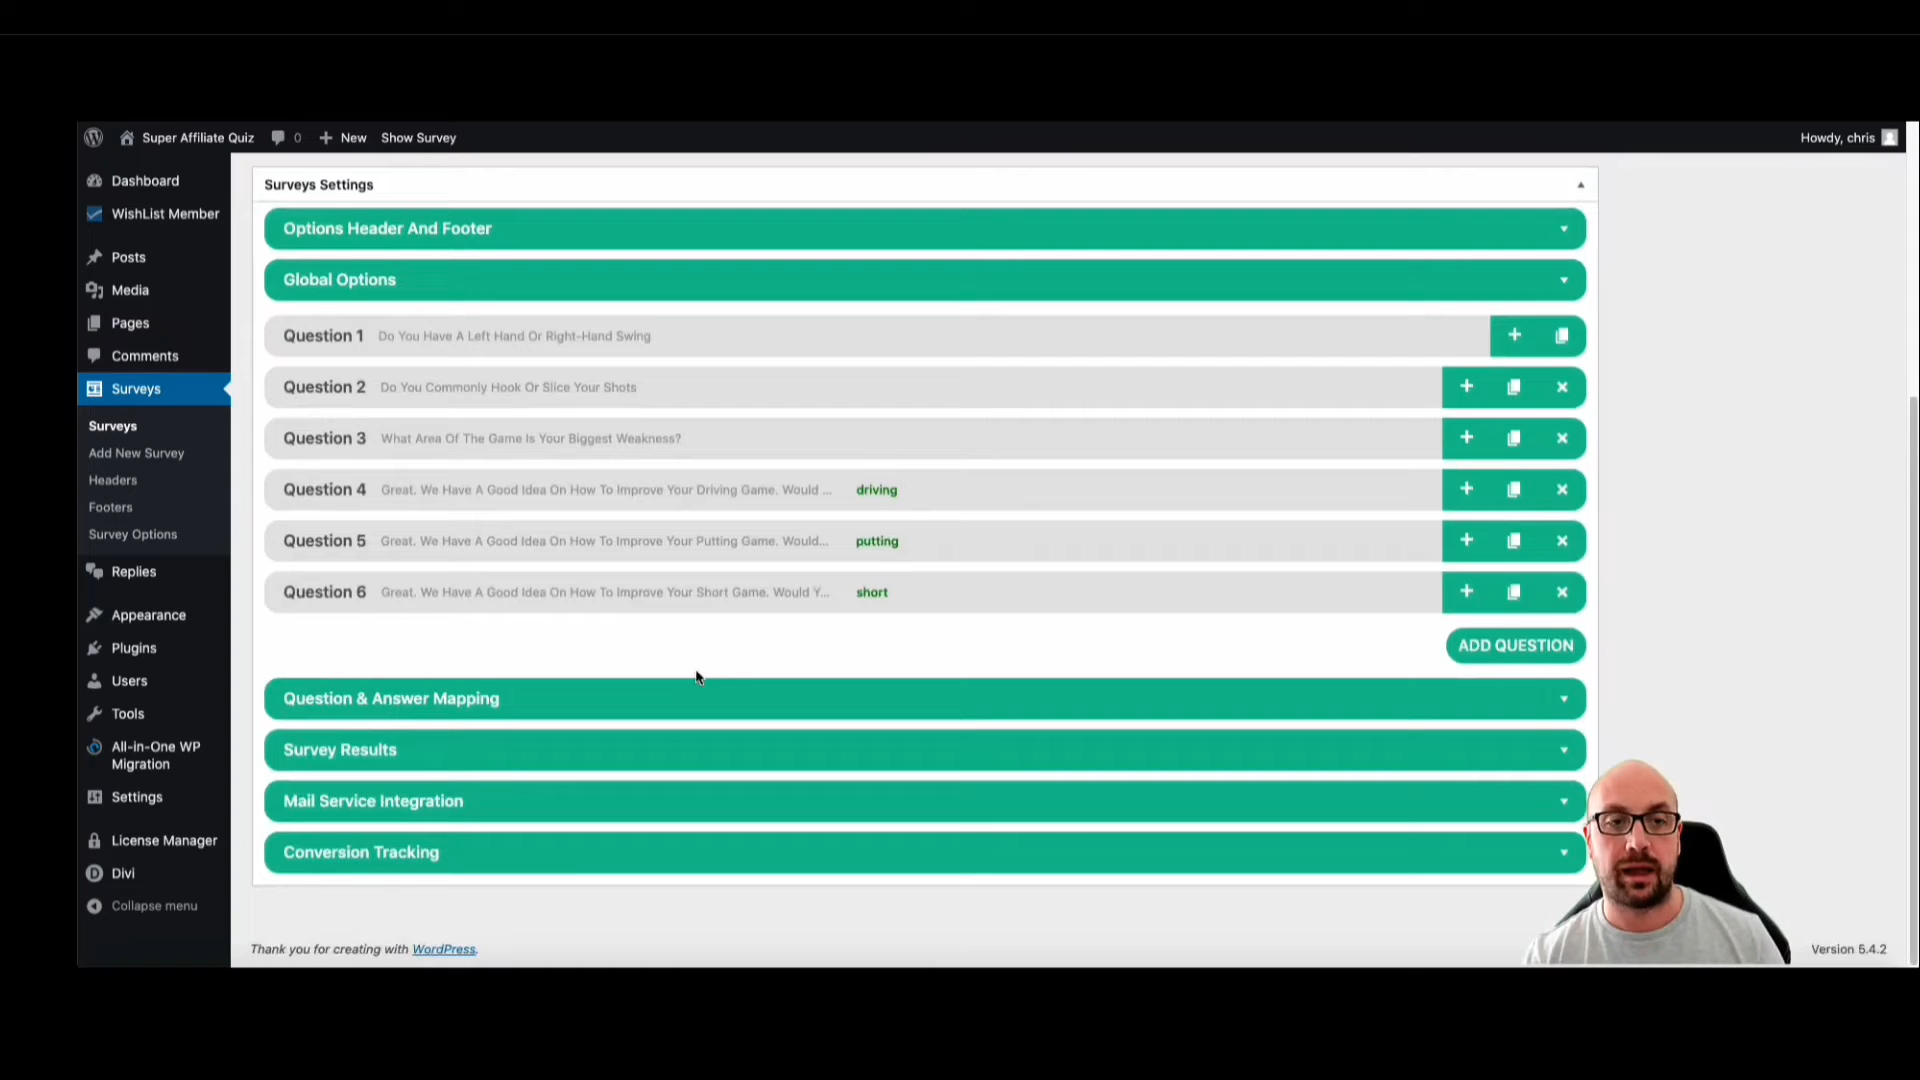 Super Affiliate Quiz 0 New Show Survey Howdy, chris
Dashboard
WishList Member
Posts
Media
Pages
Comments
Surveys
Surveys
Add New Survey
Headers
Footers
Survey Options
Replies
Appearance
Plugins
Users
Tools
All-in-One WP
Migration
Settings
License Manager
Divi
Collapse menu
Surveys Settings
Options Header And Footer
Global Options
Question 1 Do You Have A Left Hand Or Right-Hand Swing
Question 2 Do You Commonly Hook Or Slice Your Shots
Question 3 What Area Of The Game Is Your Biggest Weakness?
Question 4 Great. We Have A Good Idea On How To Improve Your Driving Game. Would ... driving
Question 5 Great. We Have A Good Idea On How To Improve Your Putting Game. Would... putting
Question 6 Great. We Have A Good Idea On How To Improve Your Short Game. Would Y... short
ADD QUESTION
Question & Answer Mapping
Survey Results
Mail Service Integration
Conversion Tracking
Thank you for creating with WordPress.
Version 5.4.2